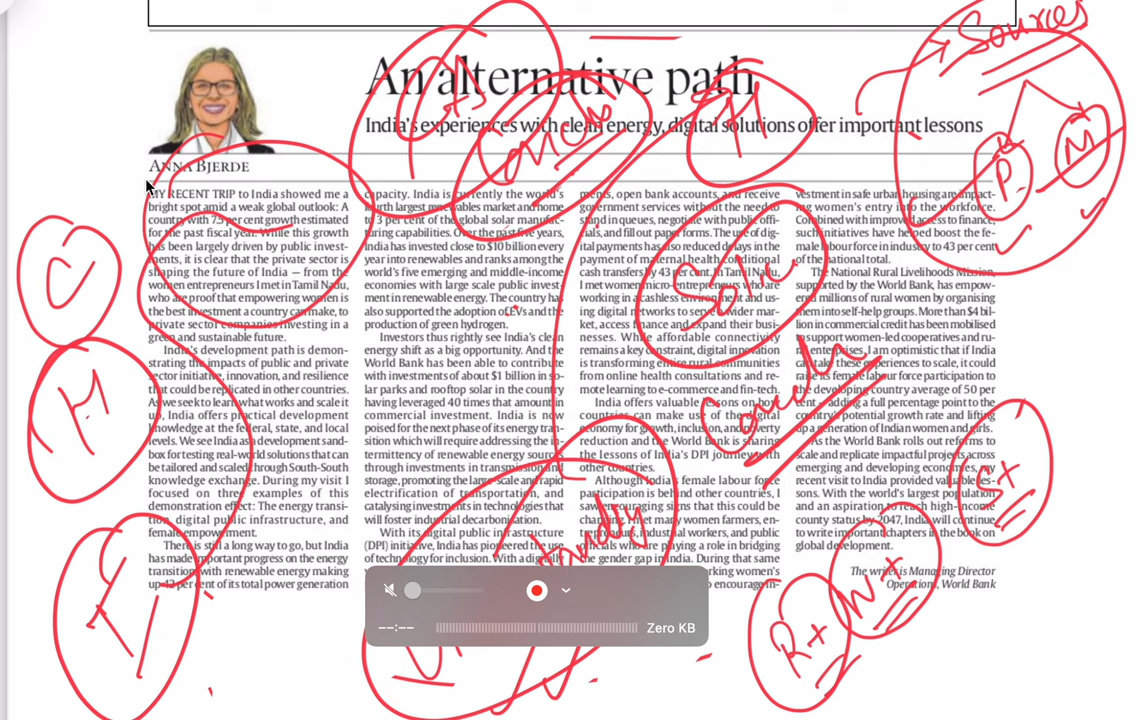 An alternative path
India's experiences with clean energy, digital solutions offer important lessons
Sources
P
M
C
H
ANNA BJERDE
MY RECENT TRIP to India showed me a
bright spot amid a weak global outlook: A
country with 7.5 per cent growth estimated
for the past fiscal year. While this growth
has been largely driven by public invest-
ments, it is clear that the private sector is
shaping the future of India — from the
women entrepreneurs I met in Tamil Nadu,
who are proof that empowering women is
the best investment a country can make, to
private sector companies investing in a
green and sustainable future.
India's development path is demon-
strating the impacts of public and private
sector initiative, innovation, and resilience
that could be replicated in other countries.
As we seek to learn what works and scale it
up, India offers practical development
knowledge at the federal, state, and local
levels. We see India as a development sand-
box for testing real-world solutions that can
be tailored and scaled through South-South
knowledge exchange. During my visit I
focused on three examples of this
demonstration effect: The energy transi-
tion, digital public infrastructure, and
female empowerment.
There is still a long way to go, but India
has made important progress on the energy
transition with renewable energy making
up 42 per cent of its total power generation
capacity. India is currently the world's
fourth largest renewables market and home
to 3 per cent of the global solar manufac-
turing capabilities. Over the past five years,
India has invested close to $10 billion every
year into renewables and ranks among the
world's five emerging and middle-income
economies with large scale public invest-
ment in renewable energy. The country has
also supported the adoption of EVs and the
production of green hydrogen.
Investors thus rightly see India's clean
energy shift as a big opportunity. And the
World Bank has been able to contribute
with investments of about $1 billion in so-
lar parks and rooftop solar in the country
having leveraged 40 times that amount in
commercial investment. India is now
poised for the next phase of its energy tran-
sition which will require addressing the in-
termittency of renewable energy sources
through investments in transmission and
storage, promoting the large-scale and rapid
electrification of transportation, and
catalysing investments in technologies that
will foster industrial decarbonation.
With its digital public infrastructure
(DPI) initiative, India has pioneered the use
of technology for inclusion. With a digital
ments, open bank accounts, and receive
government services without the need to
stand in queues, negotiate with public offi-
cials, and fill out paper forms. The use of dig-
ital payments has also reduced delays in the
payment of maternal health conditional
cash transfers by 43 per cent. In Tamil Nadu,
I met women micro-entrepreneurs who are
working in a cashless environment and us-
ing digital networks to serve a wider mar-
ket, access finance and expand their busi-
nesses. While affordable connectivity
remains a key constraint, digital innovation
is transforming entire rural communities
from online health consultations and re-
mote learning to e-commerce and fin-tech.
India offers valuable lessons on how
countries can make use of the digital
economy for growth, inclusion, and poverty
reduction and the World Bank is sharing
the lessons of India's DPI journey with
other countries.
Although India's female labour force
participation is behind other countries, I
saw encouraging signs that this could be
changing. I met many women farmers, en-
trepreneurs, industrial workers, and public
officials who are playing a role in bridging
the gender gap in India. During that same
working women's
encourage in-
vestment in safe urban housing are impact-
ing women's entry into the workforce.
Combined with improved access to finance,
such initiatives have helped boost the fe-
male labour force in industry to 43 per cent
of the national total.
The National Rural Livelihoods Mission,
supported by the World Bank, has empow-
ered millions of rural women by organising
them into self-help groups. More than $4 bil-
lion in commercial credit has been mobilised
to support women-led cooperatives and ru-
ral enterprises. I am optimistic that if India
can take these experiences to scale, it could
raise its female labour force participation to
the developing country average of 50 per
cent — adding a full percentage point to the
country's potential growth rate and lifting
up a generation of Indian women and girls.
As the World Bank rolls out reforms to
scale and replicate impactful projects across
emerging and developing economies, my
recent visit to India provided valuable les-
sons. With the world's largest population
and an aspiration to reach high-income
county status by 2047, India will continue
to write important chapters in the book on
global development.
The writer is Managing Director
Operations, World Bank
R+
--:--
Zero KB